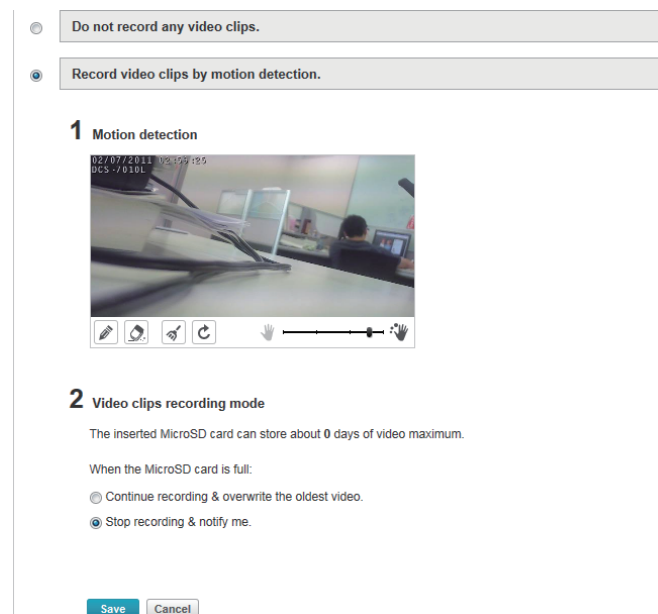 Do not record any video clips.
Record video clips by motion detection.
1 Motion detection
02/07/2011
DCS-7010L
2 Video clips recording mode
The inserted MicroSD card can store about 0 days of video maximum.
When the MicroSD card is full:
Continue recording & overwrite the oldest video.
Stop recording & notify me.
Save Cancel